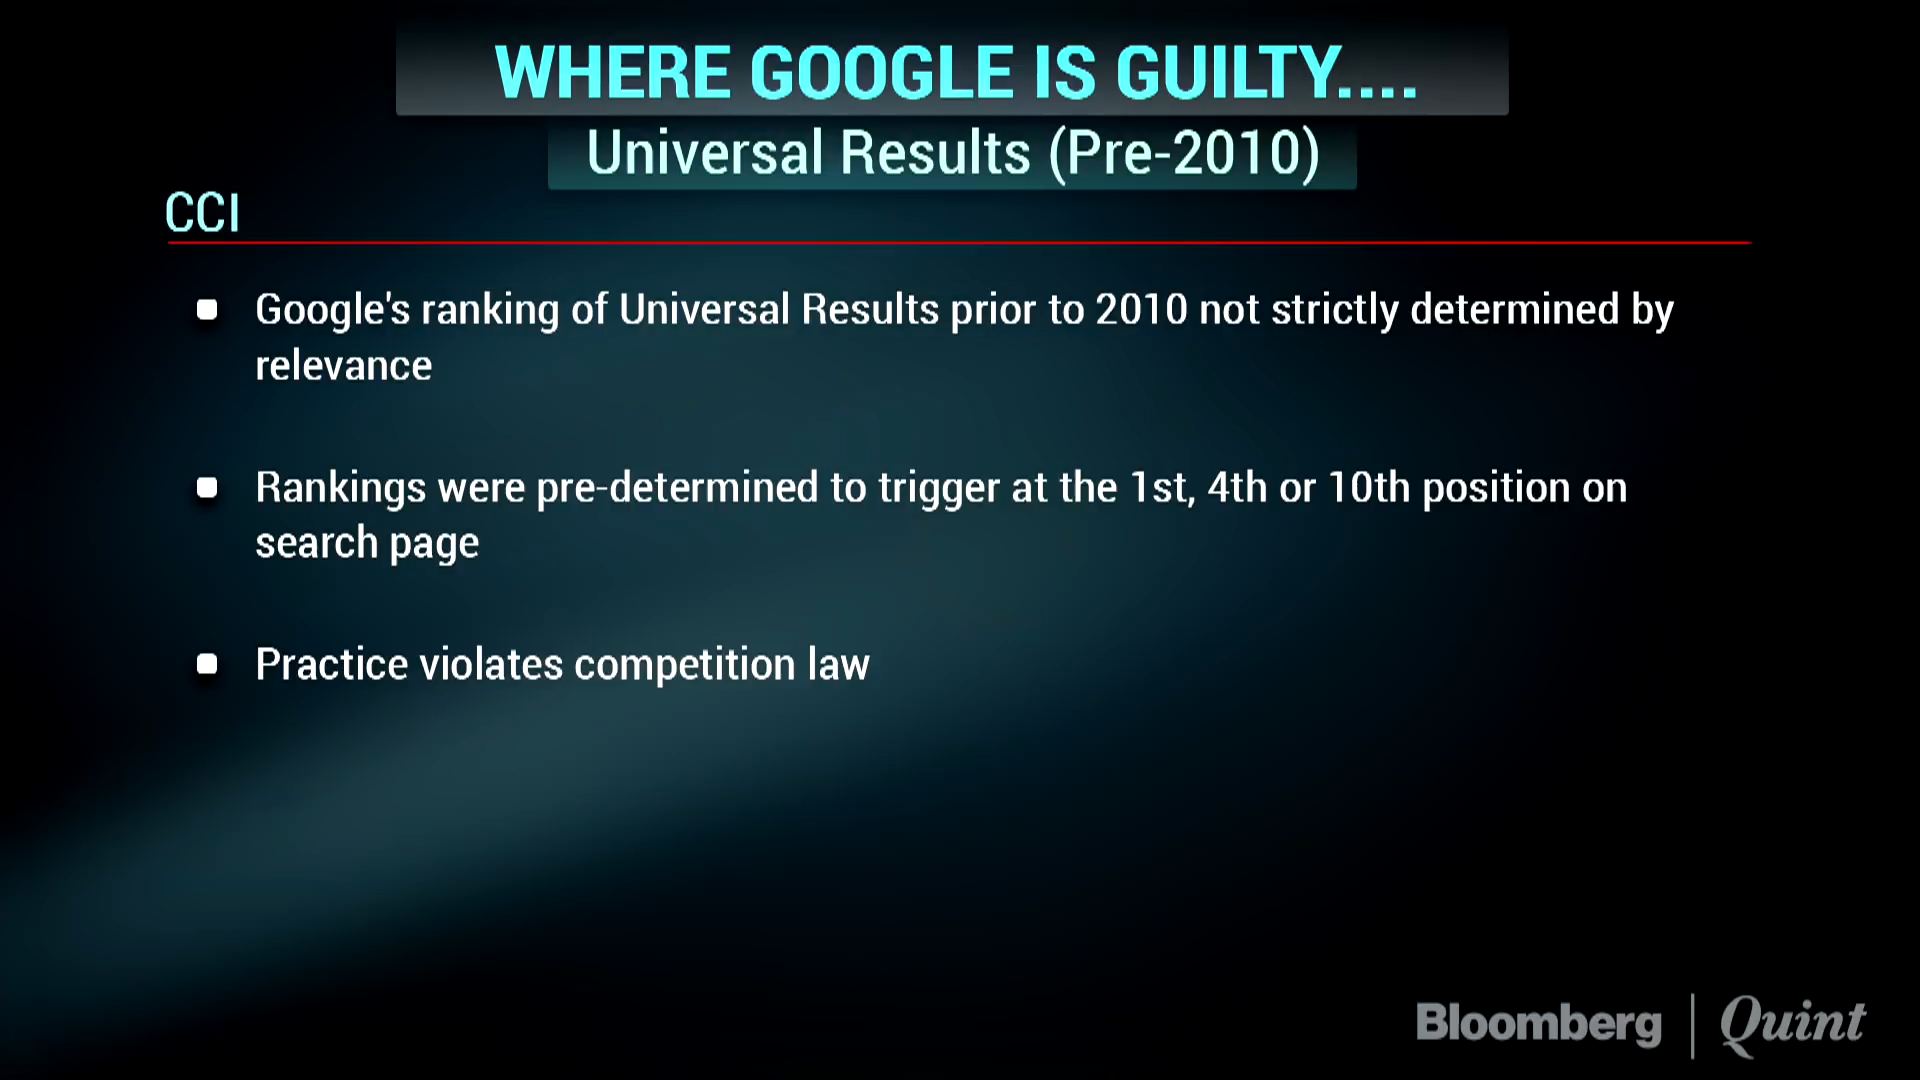 WHERE GOOGLE IS GUILTY....
Universal Results (Pre-2010)
CCI
Google's ranking of Universal Results prior to 2010 not strictly determined by
relevance
Rankings were pre-determined to trigger at the 1st, 4th or 10th position on
search page
Practice violates competition law
Bloomberg | Quint